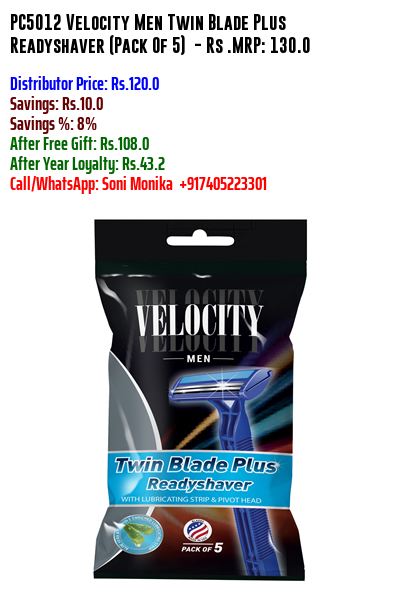 PC5012 Velocity Men Twin Blade Plus
Readyshaver (Pack Of 5) - Rs .MRP: 130.0
Distributor Price: Rs.120.0
Savings: Rs.10.0
Savings %: 8%
After Free Gift: Rs.108.0
After Year Loyalty: Rs.43.2
Call/WhatsApp: Soni Monika +917405223301
VELOCITY
VELOCITY
VELOCITY
MEN
Twin Blade Plus
Readyshaver
WITH LUBRICATING STRIP & PIVOT HEAD
PACK OF 5